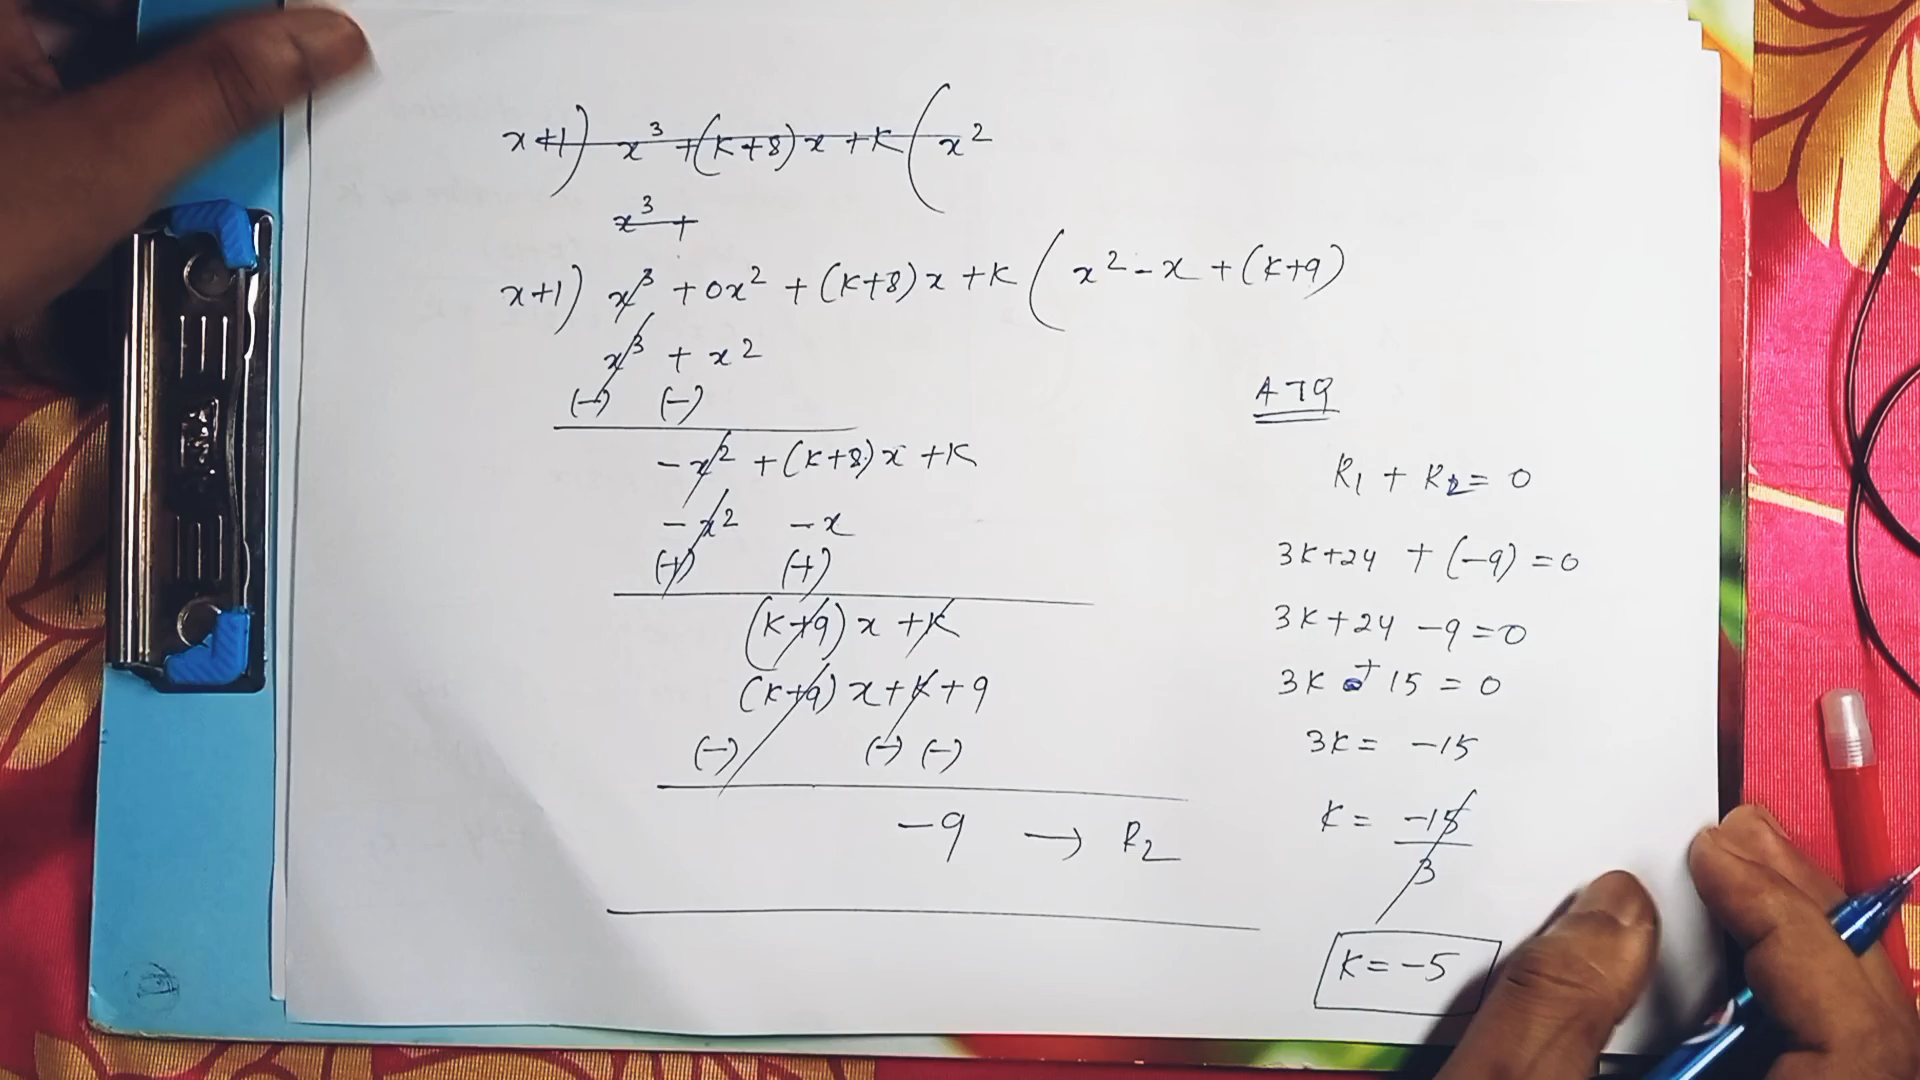 x+1) x³ +(k+8)x +k ( x²
x³ +
x+1) x³ + 0x² + (k+8)x + k ( x² - x + (k+9)
x³ + x²
(-) (-)
-x² + (k+8)x + k
-x² - x
(+) (+)
(k+9)x + k
(k+9)x + k + 9
(-) (-) (-)
-9 → R₂
ATQ
R₁ + R₂ = 0
3k+24 + (-9) = 0
3k+24 -9 = 0
3k + 15 = 0
3k = -15
k = -15/3
k = -5